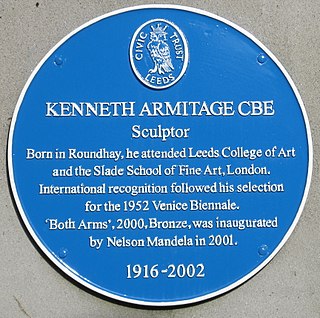 CIVIC TRUST
LEEDS
KENNETH ARMITAGE CBE
Sculptor
Born in Roundhay, he attended Leeds College of Art
and the Slade School of Fine Art, London.
International recognition followed his selection
for the 1952 Venice Biennale.
'Both Arms', 2000, Bronze, was inaugurated
by Nelson Mandela in 2001.
1916-2002